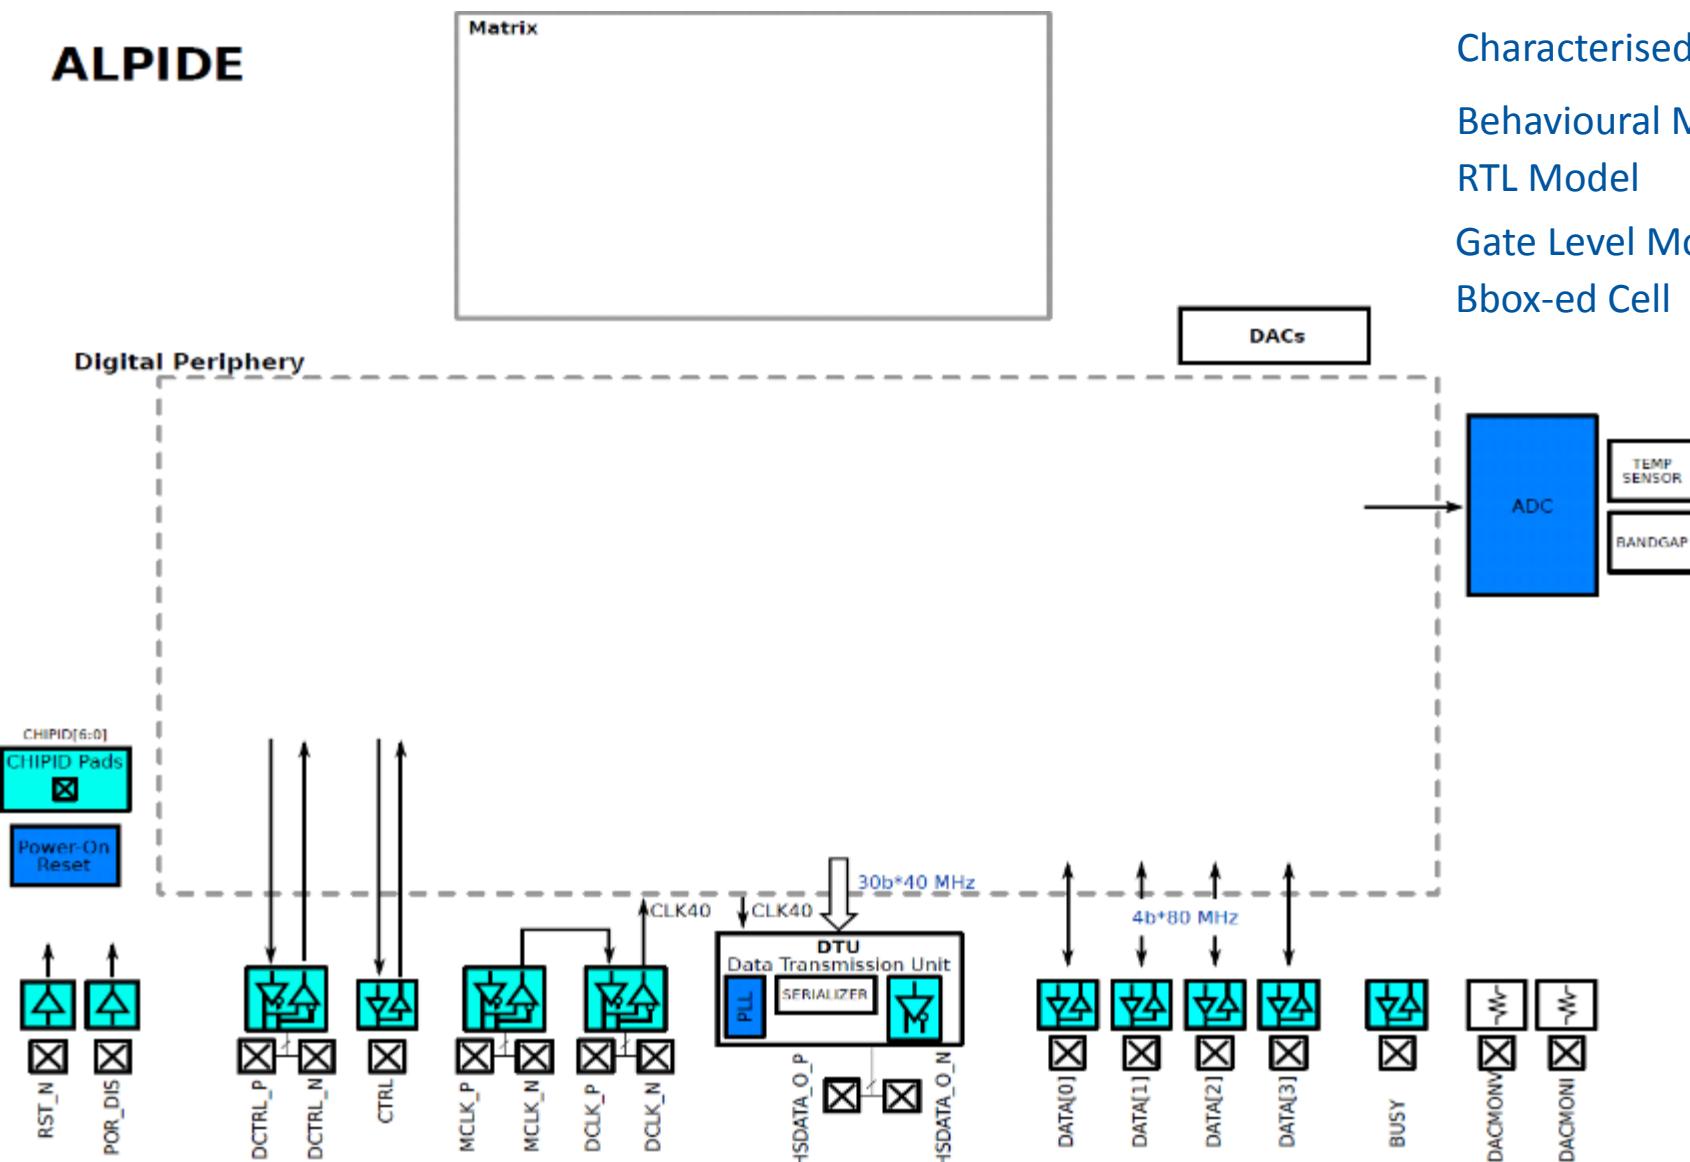 ALPIDE
Matrix
Characterised
Behavioural
RTL Model
Gate Level
Bbox-ed Cell
DACs
Digital Periphery
ADC
TEMP
SENSOR
BANDGAP
CHIPID[6:0]
CHIPID Pads
Power-On
Reset
30b*40 MHz
CLK40
CLK40
4b*80 MHz
DTU
Data Transmission Unit
PLL
SERIALIZER
RST_N
POR_DIS
DCTRL_P
DCTRL_N
CTRL
MCLK_P
MCLK_N
DCLK_P
DCLK_N
HSDATA_O_P
HSDATA_O_N
DATA[0]
DATA[1]
DATA[2]
DATA[3]
BUSY
DACMONV
DACMONI